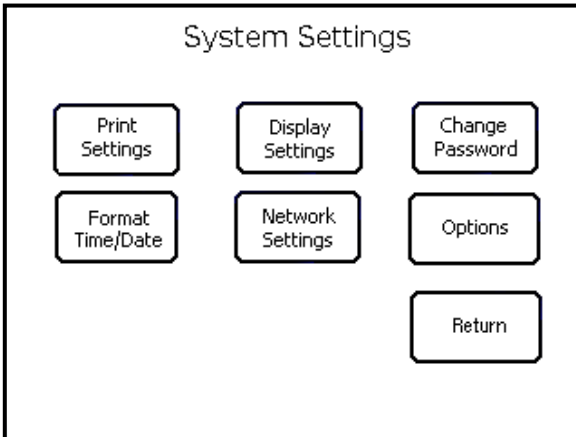 System Settings
Print
Settings
Display
Settings
Change
Password
Format
Time/Date
Network
Settings
Options
Return